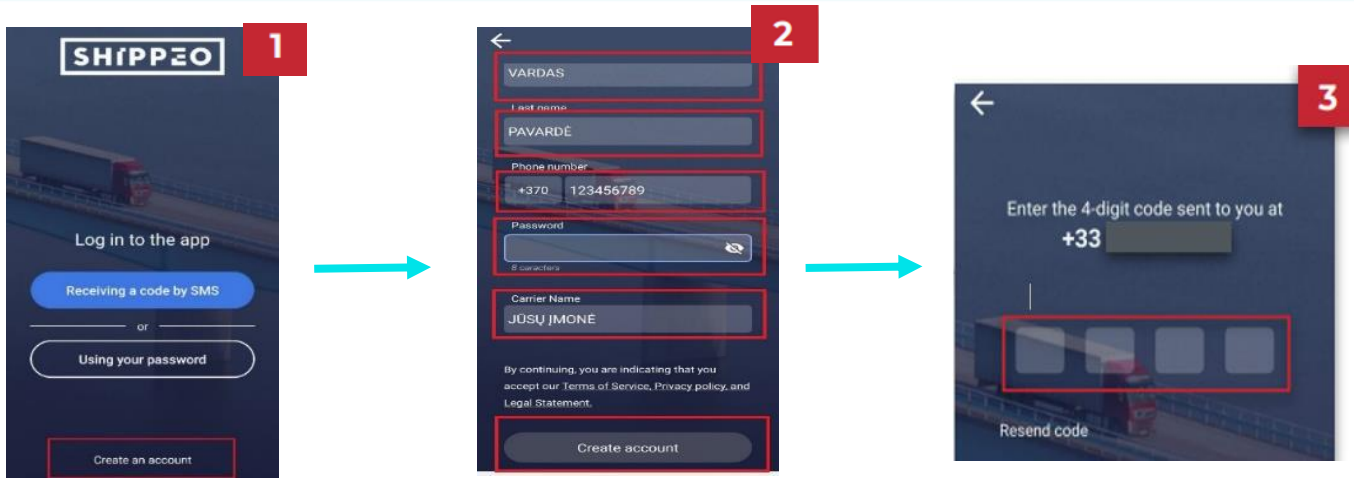 SHIPPEO
1
Log in to the app
Receiving a code by SMS
or
Using your password
Create an account
2
VARDAS
Last name
PAVARDĖ
Phone number
+370 123456789
Password
8 caracters
Carrier Name
JŪSŲ ĮMONĖ
By continuing, you are indicating that you
accept our Terms of Service, Privacy policy, and
Legal Statement.
Create account
3
Enter the 4-digit code sent to you at
+33
Resend code